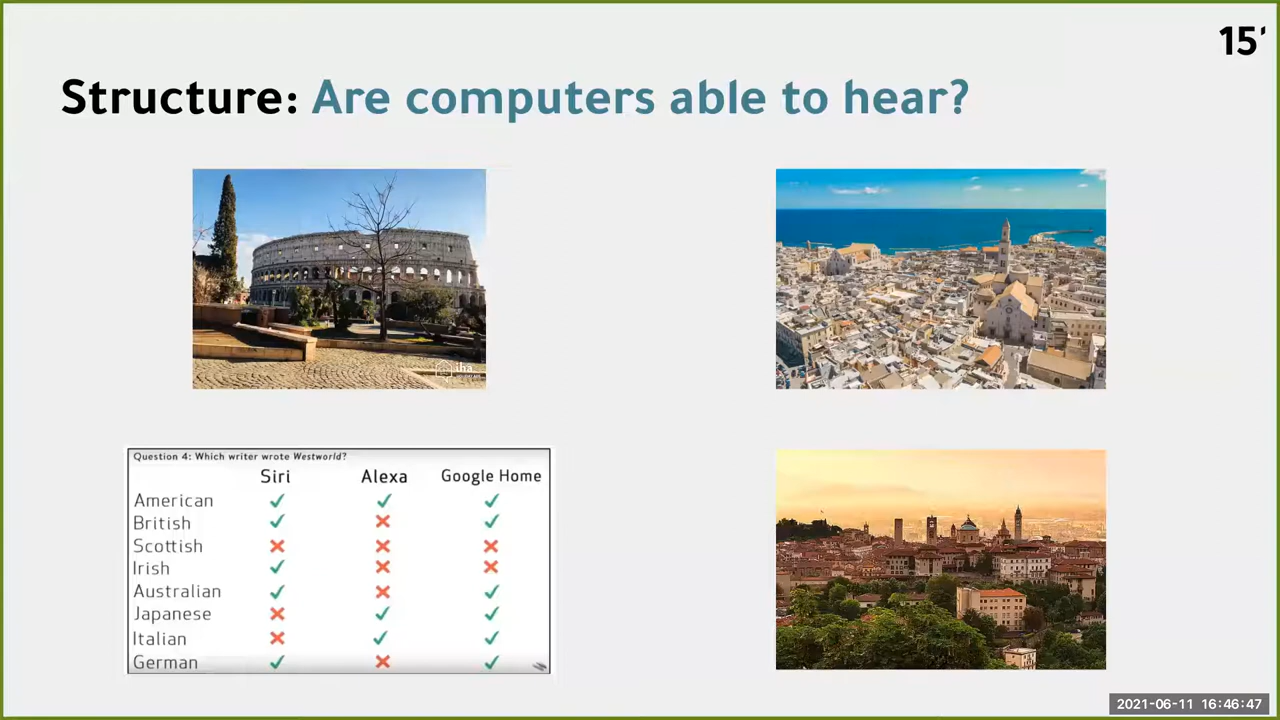 15'
Structure: Are computers able to hear?
iha
Question 4: Which writer wrote Westworld?
Siri Alexa Google Home
American ✓ ✓ ✓
British ✓ ✗ ✓
Scottish ✗ ✗ ✗
Irish ✓ ✗ ✗
Australian ✓ ✗ ✓
Japanese ✗ ✓ ✓
Italian ✗ ✓ ✓
German ✓ ✗ ✓
2021-06-11 16:46:47